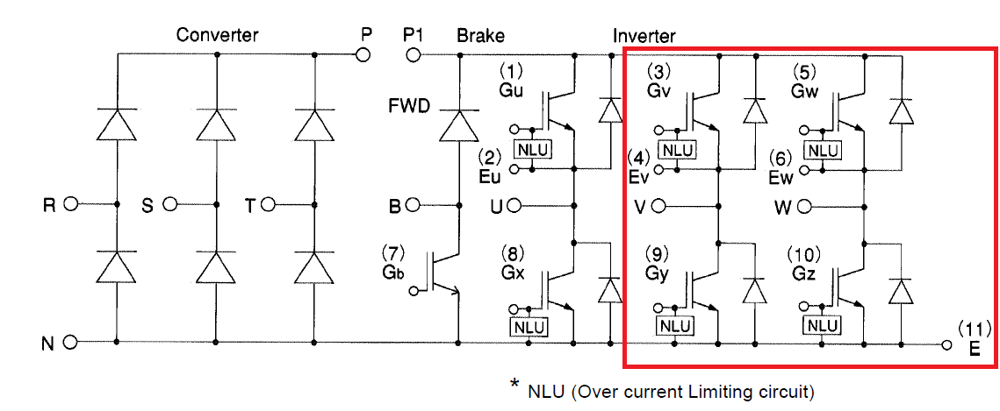 Converter P P1 Brake Inverter
(1) Gu
(3) Gv
(5) Gw
FWD
NLU
NLU
NLU
(2) Eu
(4) Ev
(6) Ew
R S T B U V W
(7) Gb
(8) Gx
(9) Gy
(10) Gz
NLU
NLU
NLU
N
(11) E
* NLU (Over current Limiting circuit)